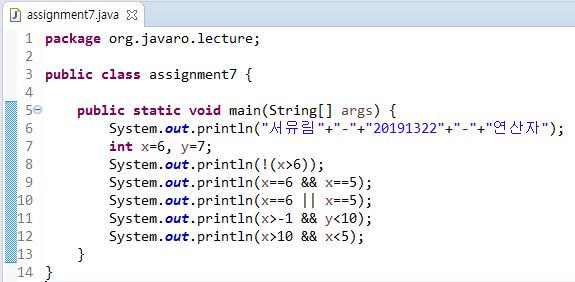 assignment7.java
1 package org.javaro.lecture;
2
3 public class assignment7 {
4
5 public static void main(String[] args) {
6 System.out.println("서유림"+"-"+"20191322"+"-"+"연산자");
7 int x=6, y=7;
8 System.out.println(!(x>6));
9 System.out.println(x==6 && x==5);
10 System.out.println(x==6 || x==5);
11 System.out.println(x>-1 && y<10);
12 System.out.println(x>10 && x<5);
13 }
14 }